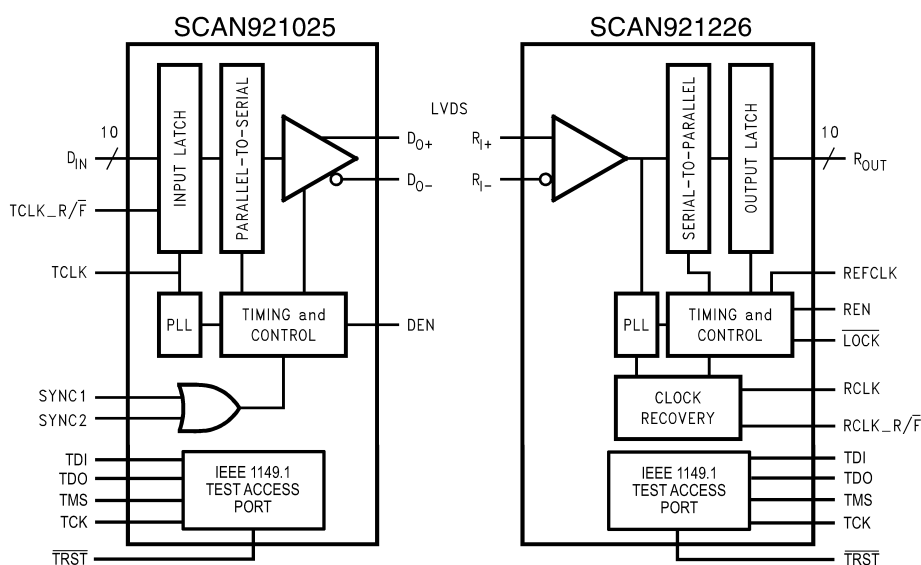 SCAN921025
SCAN921226
10
D_IN
TCLK_R/F̅
TCLK
SYNC1
SYNC2
TDI
TDO
TMS
TCK
T̅R̅S̅T̅
INPUT LATCH
PARALLEL-TO-SERIAL
PLL
TIMING and
CONTROL
IEEE 1149.1
TEST ACCESS
PORT
LVDS
D_O+
D_O−
DEN
R_I+
R_I−
SERIAL-TO-PARALLEL
OUTPUT LATCH
PLL
TIMING and
CONTROL
CLOCK
RECOVERY
IEEE 1149.1
TEST ACCESS
PORT
10
R_OUT
REFCLK
REN
L̅O̅C̅K̅
RCLK
RCLK_R/F̅
TDI
TDO
TMS
TCK
T̅R̅S̅T̅